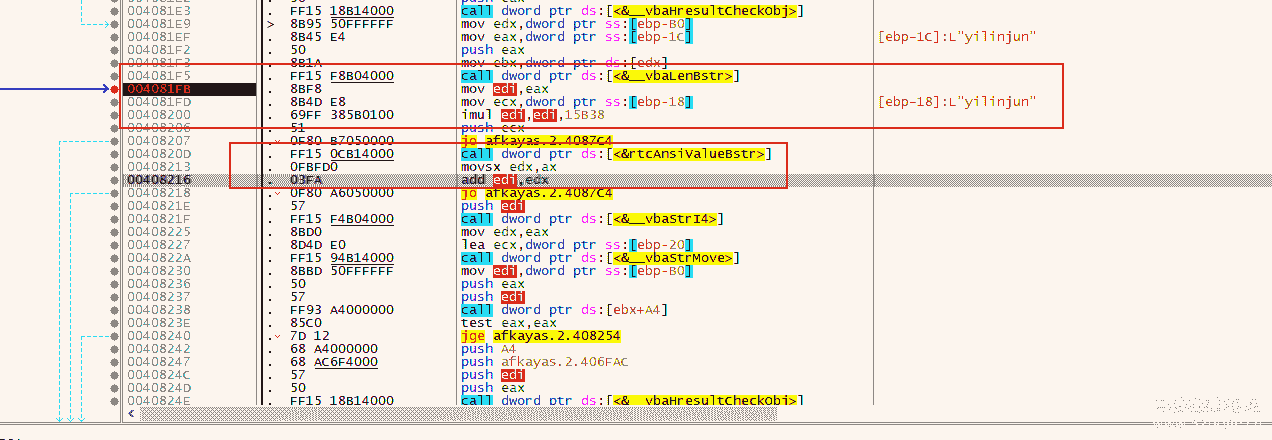 004081E3 . FF15 18B14000 call dword ptr ds:[<&__vbaHresultCheckObj>]
004081E9 > 8B95 50FFFFFF mov edx,dword ptr ss:[ebp-B0]
004081EF . 8B45 E4 mov eax,dword ptr ss:[ebp-1C] [ebp-1C]:L"yilinjun"
004081F2 . 50 push eax
004081F3 . 8B1A mov ebx,dword ptr ds:[edx]
004081F5 . FF15 F8B04000 call dword ptr ds:[<&__vbaLenBstr>]
004081FB . 8BF8 mov edi,eax
004081FD . 8B4D E8 mov ecx,dword ptr ss:[ebp-18] [ebp-18]:L"yilinjun"
00408200 . 69FF 385B0100 imul edi,edi,15B38
00408206 . 51 push ecx
00408207 . 0F80 B7050000 jo afkayas.2.4087C4
0040820D . FF15 0CB14000 call dword ptr ds:[<&rtcAnsiValueBstr>]
00408213 . 0FBFD0 movsx edx,ax
00408216 . 03FA add edi,edx
00408218 . 0F80 A6050000 jo afkayas.2.4087C4
0040821E . 57 push edi
0040821F . FF15 F4B04000 call dword ptr ds:[<&__vbaStrI4>]
00408225 . 8BD0 mov edx,eax
00408227 . 8D4D E0 lea ecx,dword ptr ss:[ebp-20]
0040822A . FF15 94B14000 call dword ptr ds:[<&__vbaStrMove>]
00408230 . 8BBD 50FFFFFF mov edi,dword ptr ss:[ebp-B0]
00408236 . 50 push eax
00408237 . 57 push edi
00408238 . FF93 A4000000 call dword ptr ds:[ebx+A4]
0040823E . 85C0 test eax,eax
00408240 . 7D 12 jge afkayas.2.408254
00408242 . 68 A4000000 push A4
00408247 . 68 AC6F4000 push afkayas.2.406FAC
0040824C . 57 push edi
0040824D . 50 push eax
0040824E . FF15 18B14000 call dword ptr ds:[<&__vbaHresultCheckObj>]